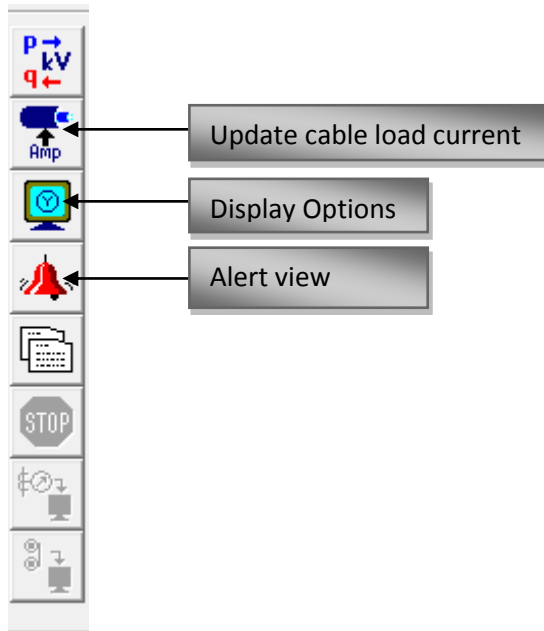 p
kV
q
Amp
Update cable load current
Display Options
Alert view
STOP